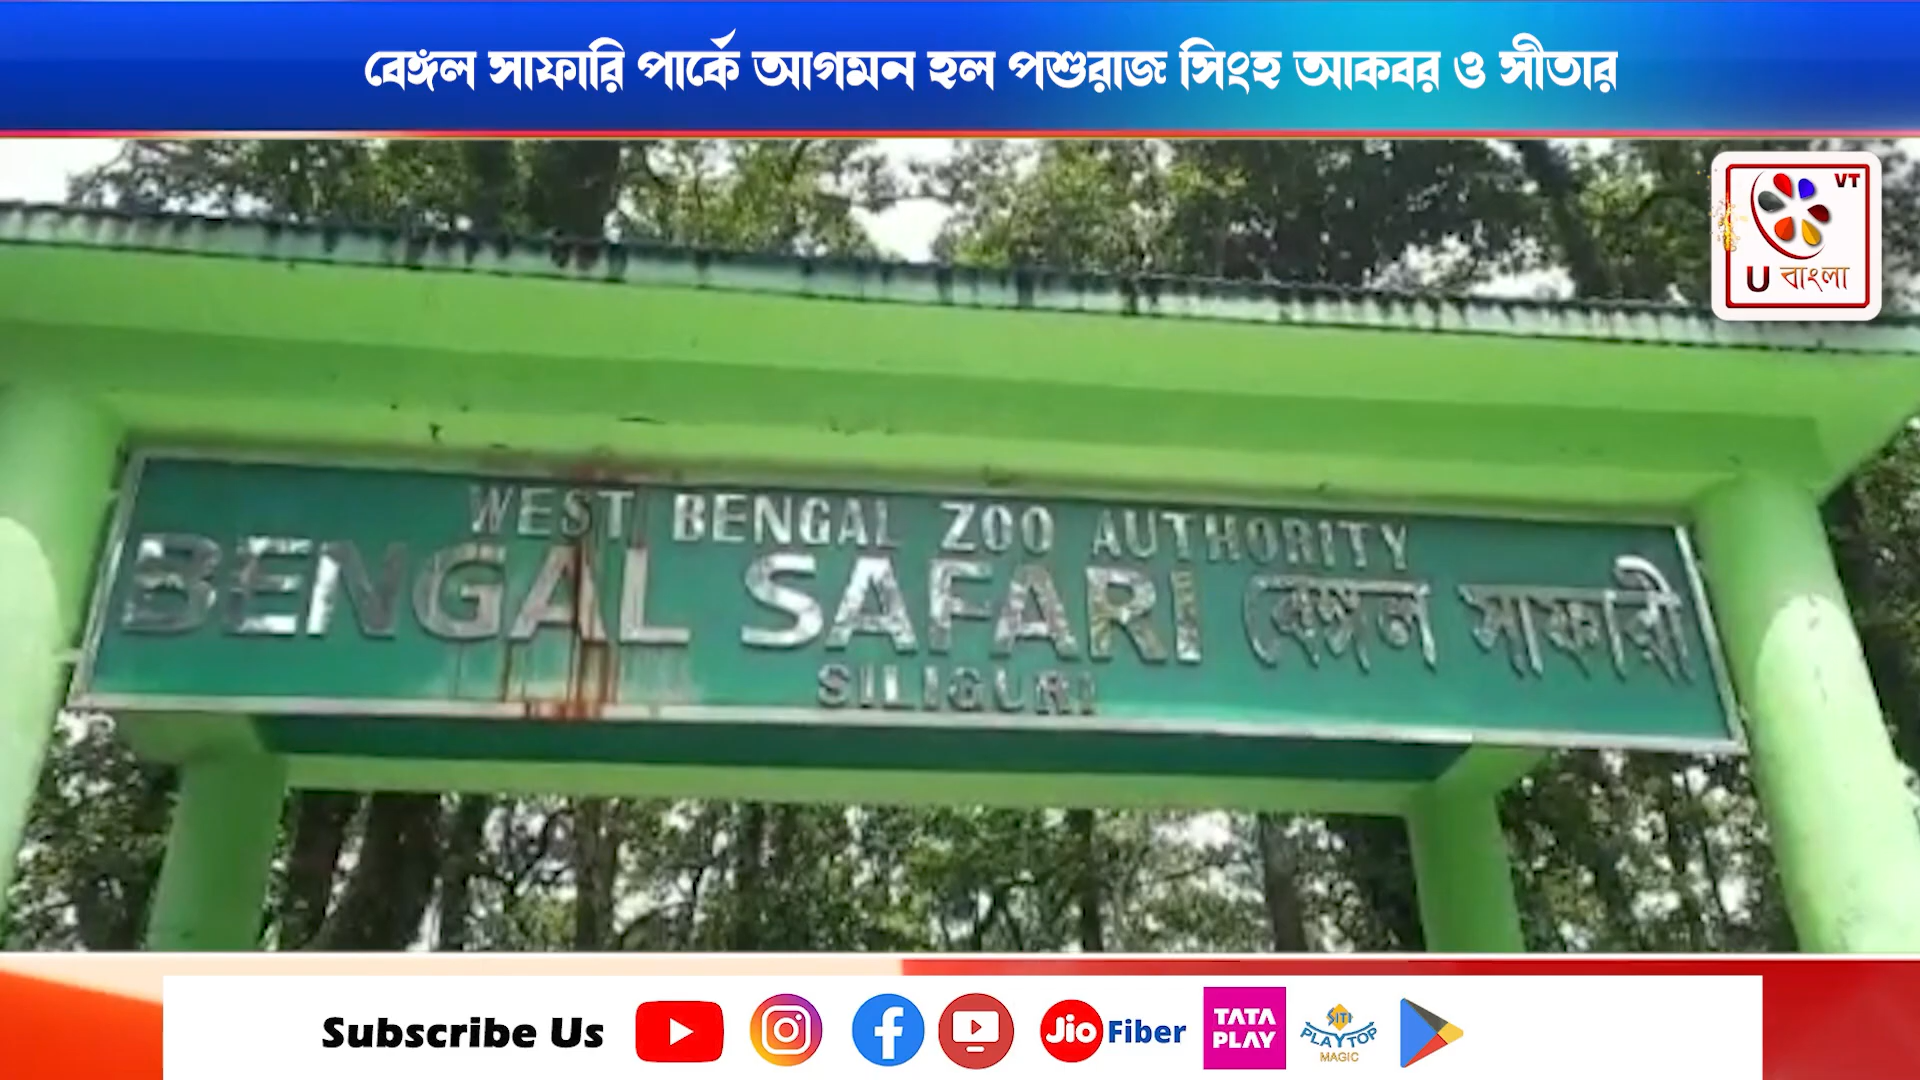 বেঙ্গল সাফারি পার্কে আগমন হল পশুরাজ সিংহ আকবর ও সীতার
VT
U বাংলা
WEST BENGAL ZOO AUTHORITY
BENGAL SAFARI বেঙ্গল সাফারী
SILIGURI
Subscribe Us
Jio Fiber
TATA PLAY
SITI PLAYTOP MAGIC